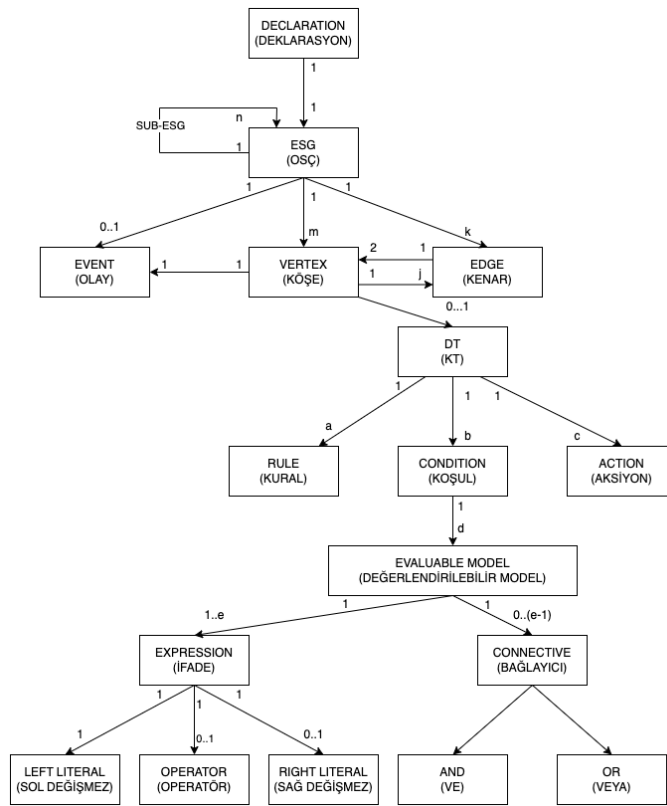 DECLARATION
(DEKLARASYON)
1
1
SUB-ESG
n
1
ESG
(OSÇ)
1
1
1
0..1
m
k
EVENT
(OLAY)
1
1
VERTEX
(KÖŞE)
2
1
1
j
EDGE
(KENAR)
0...1
DT
(KT)
1
1
1
a
b
c
RULE
(KURAL)
CONDITION
(KOŞUL)
ACTION
(AKSİYON)
1
d
EVALUABLE MODEL
(DEĞERLENDİRİLEBİLİR MODEL)
1
1
1..e
0..(e-1)
EXPRESSION
(İFADE)
CONNECTIVE
(BAĞLAYICI)
1
1
1
1
0..1
0..1
LEFT LITERAL
(SOL DEĞİŞMEZ)
OPERATOR
(OPERATÖR)
RIGHT LITERAL
(SAĞ DEĞİŞMEZ)
AND
(VE)
OR
(VEYA)